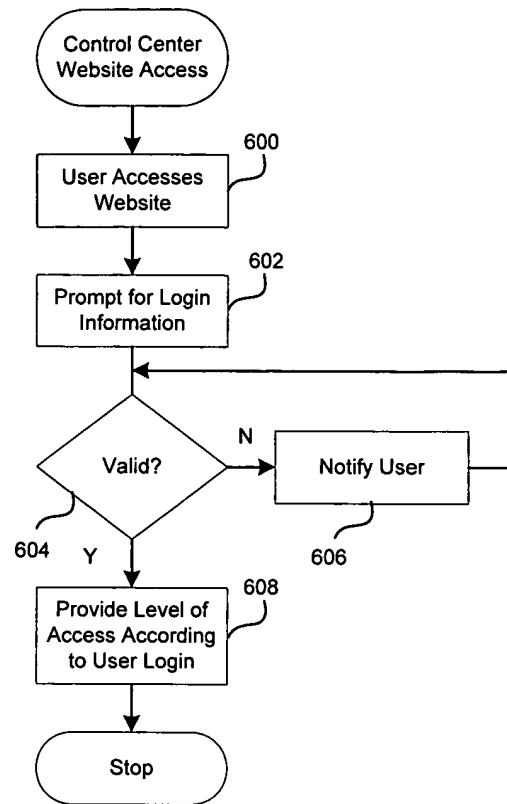 Control Center
Website Access
600
User Accesses
Website
602
Prompt for Login
Information
Valid?
N
Notify User
604
606
Y
608
Provide Level of
Access According
to User Login
Stop